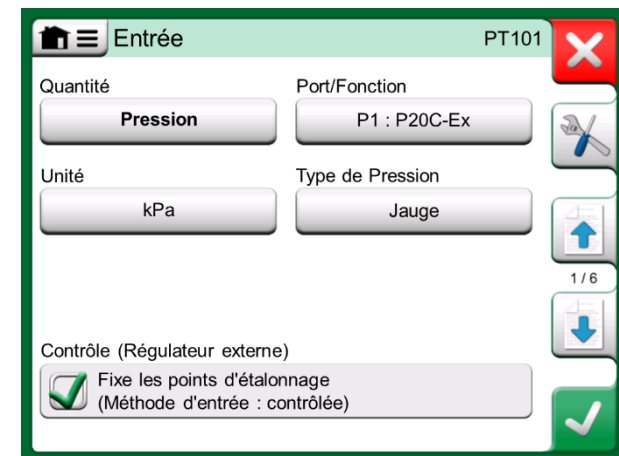 Entrée
PT101
Quantité
Port/Fonction
Pression
P1 : P20C-Ex
Unité
Type de Pression
kPa
Jauge
1 / 6
Contrôle (Régulateur externe)
Fixe les points d'étalonnage
(Méthode d'entrée : contrôlée)